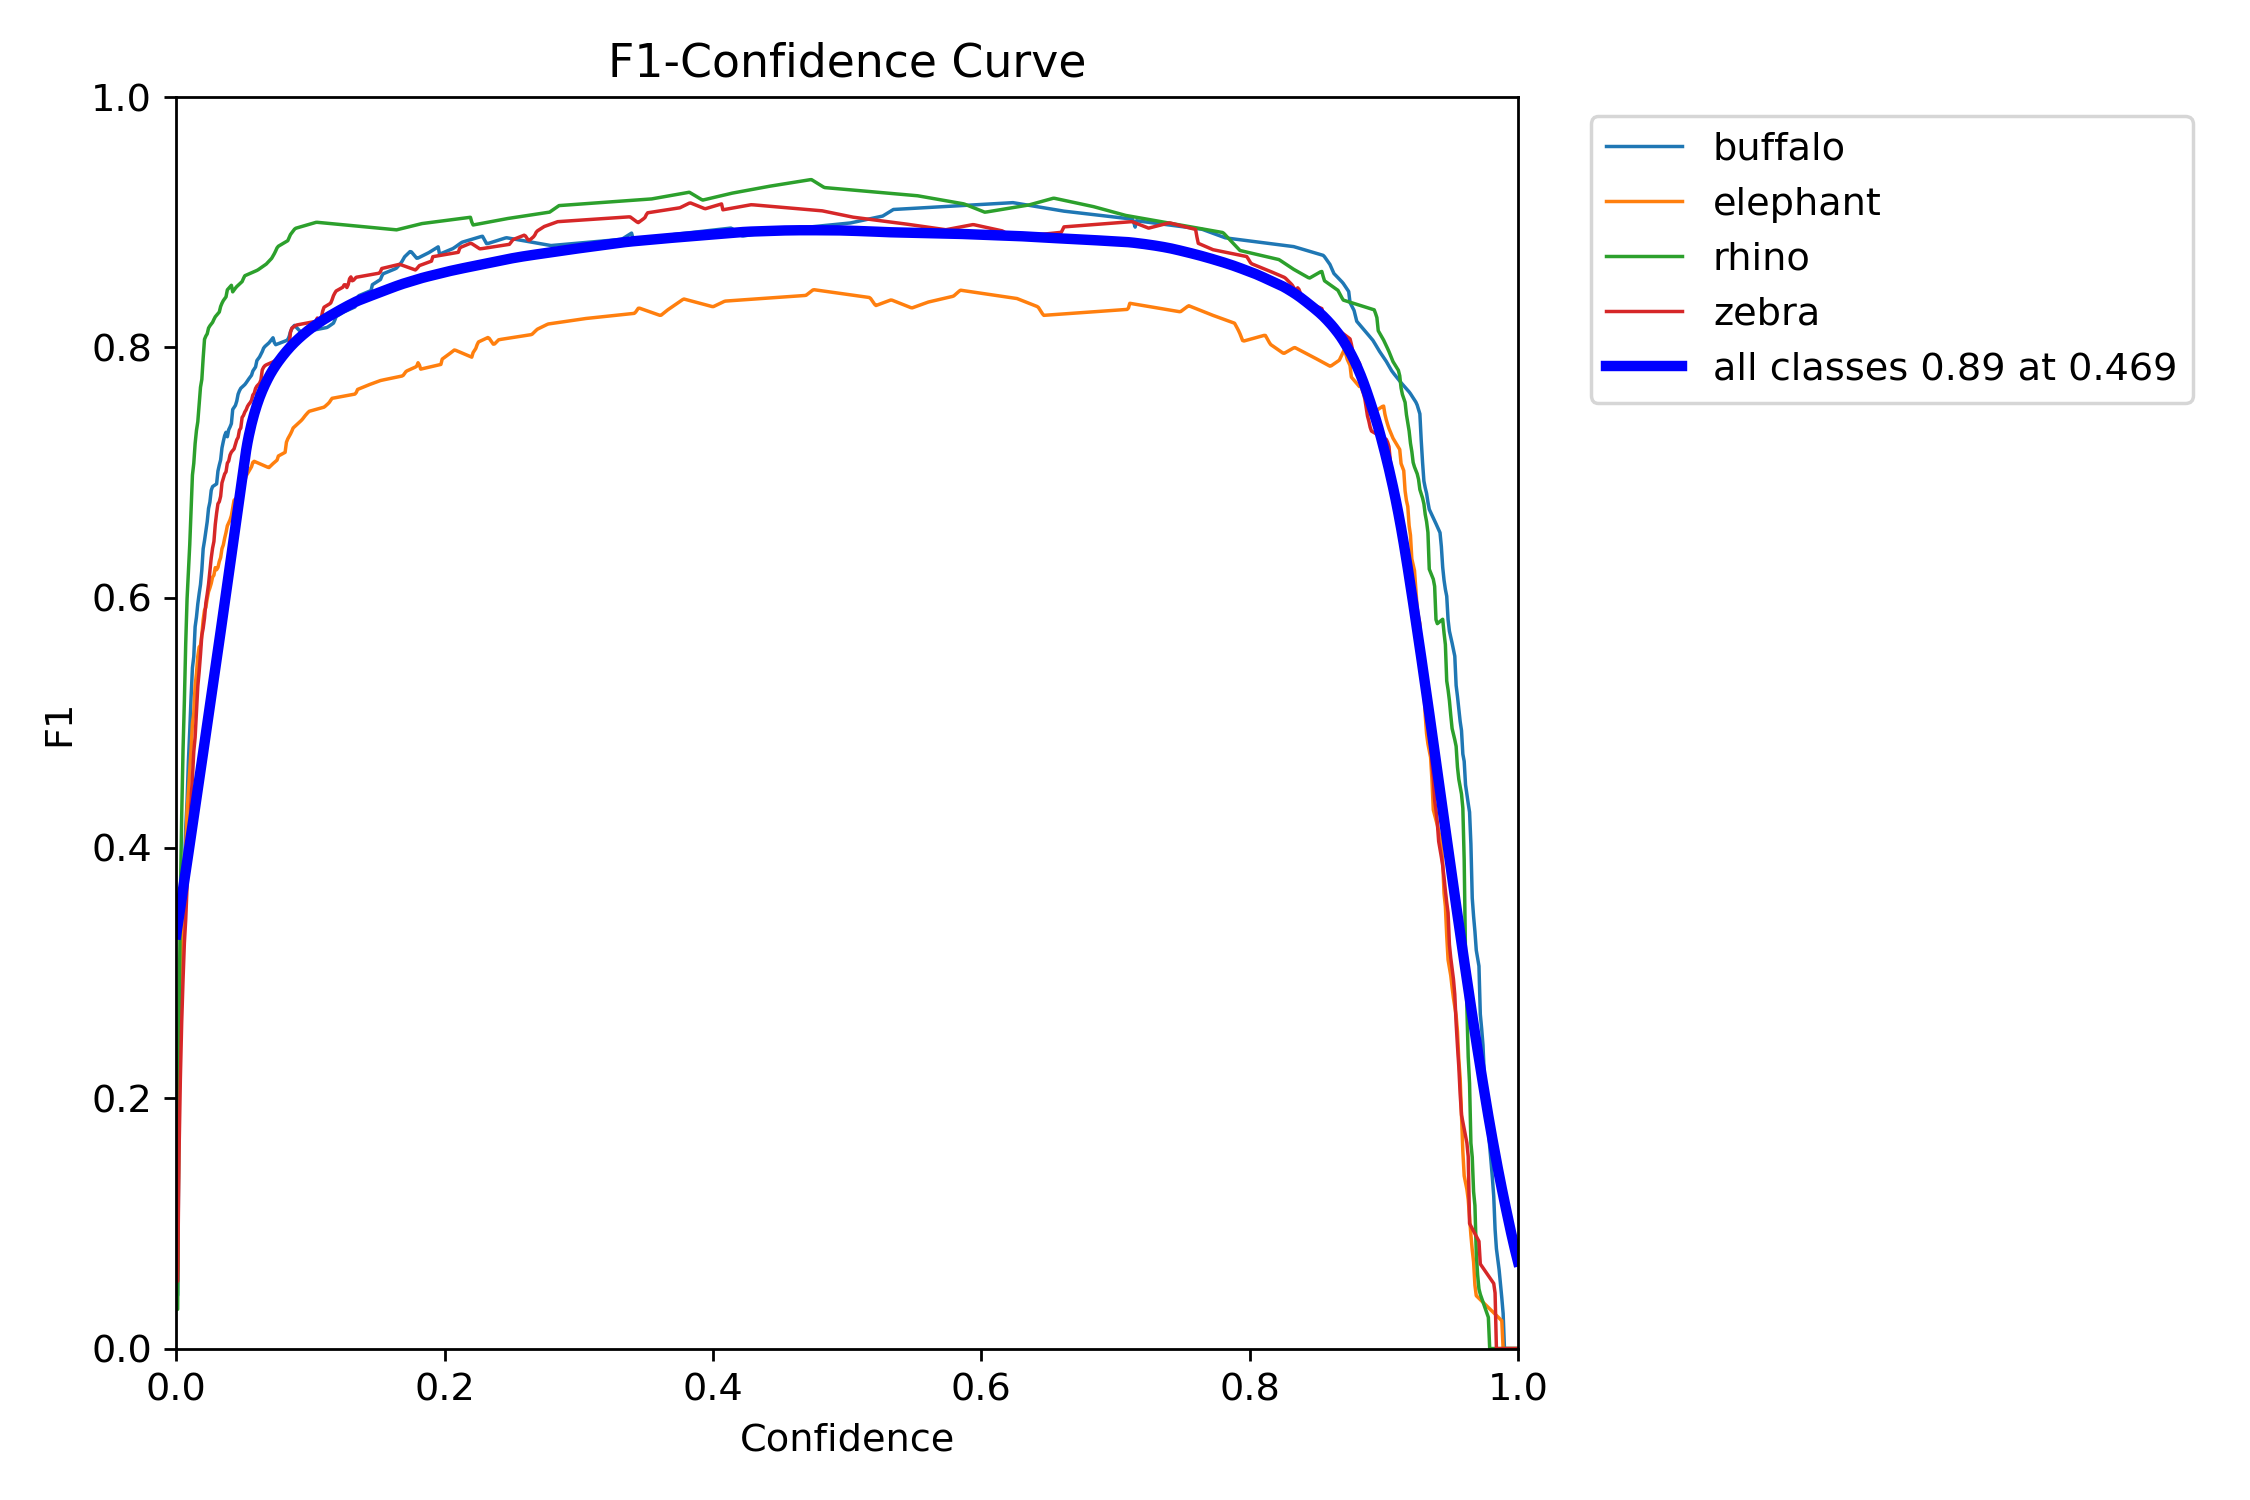 F1-Confidence Curve
1.0
0.8
0.6
0.4
0.2
0.0
F1
0.0 0.2 0.4 0.6 0.8 1.0
Confidence
buffalo
elephant
rhino
zebra
all classes 0.89 at 0.469